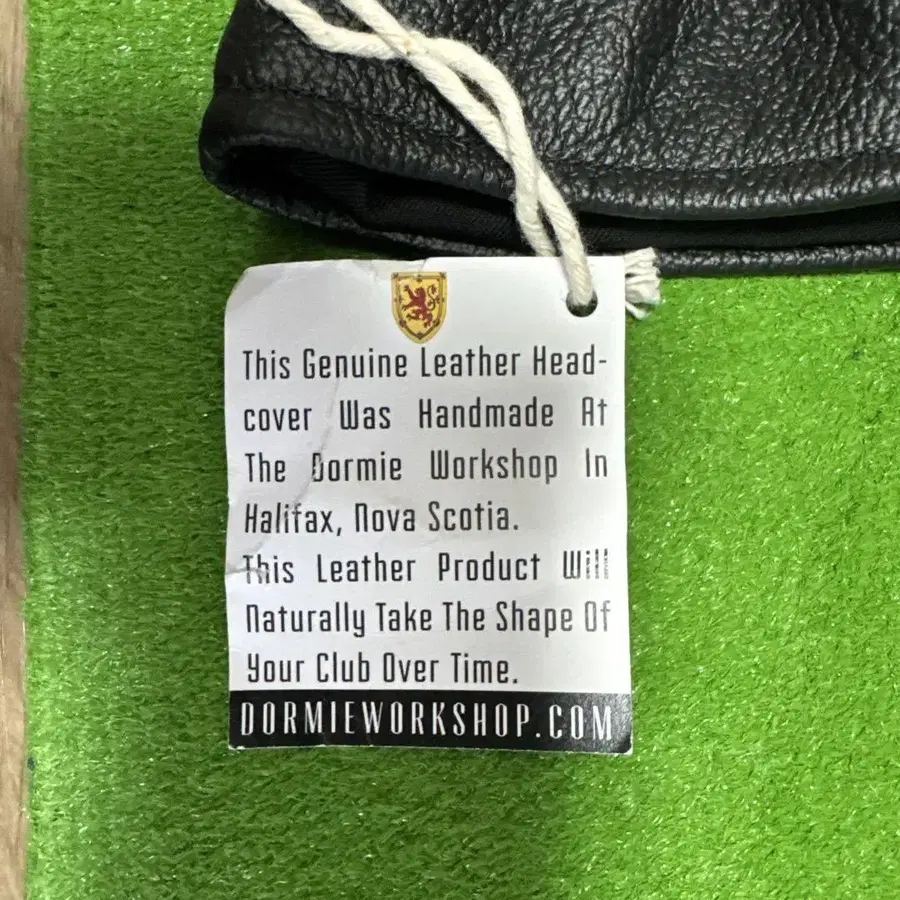 This Genuine Leather Head-
cover Was Handmade At
The Dormie Workshop In
Halifax, Nova Scotia.
This Leather Product Will
Naturally Take The Shape Of
Your Club Over Time.
DORMIEWORKSHOP.COM